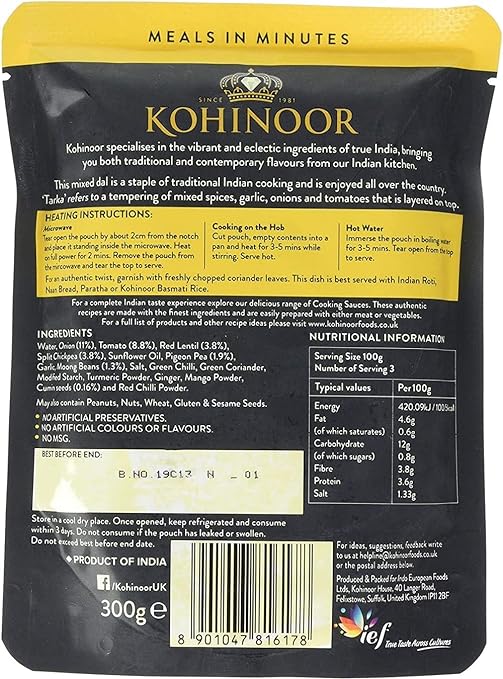 MEALS IN MINUTES
SINCE 1981
KOHINOOR
Kohinoor specialises in the vibrant and eclectic ingredients of true India, bringing
you both traditional and contemporary flavours from our Indian kitchen.
This mixed dal is a staple of traditional Indian cooking and is enjoyed all over the country.
'Tarka' refers to a tempering of mixed spices, garlic, onions and tomatoes that is layered on top.
HEATING INSTRUCTIONS:
Microwave
Tear open the pouch by about 2cm from the notch
and place it standing inside the microwave. Heat
on full power for 2 mins. Remove the pouch from
the mircowave and tear the top to serve.
Cooking on the Hob
Cut pouch, empty contents into a
pan and heat for 3-5 mins while
stirring. Serve hot.
Hot Water
Immerse the pouch in boiling water
for 3-5 mins. Tear open from the top
to serve.
For an authentic twist, garnish with freshly chopped coriander leaves. This dish is best served with Indian Roti,
Naan Bread, Paratha or Kohinoor Basmati Rice.
For a complete Indian taste experience explore our delicious range of Cooking Sauces. These authentic
recipes are made with the finest ingredients and are easily prepared with either meat or vegetables.
For a full list of products and other recipe ideas please visit www.kohinoorfoods.co.uk
INGREDIENTS
Water, Onion (11%), Tomato (8.8%), Red Lentil (3.8%),
Split Chickpea (3.8%), Sunflower Oil, Pigeon Pea (1.9%),
Garlic, Moong Beans (1.3%), Salt, Green Chilli, Green Coriander,
Modified Starch, Turmeric Powder, Ginger, Mango Powder,
Cumin seeds (0.16%) and Red Chilli Powder.
May also contain Peanuts, Nuts, Wheat, Gluten & Sesame Seeds.
NO ARTIFICIAL PRESERVATIVES.
NO ARTIFICIAL COLOURS OR FLAVOURS.
NO MSG.
NUTRITIONAL INFORMATION
Serving Size 100g
Number of Serving 3
Typical values Per100g
Energy 420.09kJ / 100kcal
Fat 4.6g
(of which saturates) 0.6g
Carbohydrate 12g
(of which sugars) 0.8g
Fibre 3.8g
Protein 3.6g
Salt 1.33g
BEST BEFORE END:
B.NO.19C13 N _ 01
Store in a cool dry place. Once opened, keep refrigerated and consume
within 3 days. Do not consume if the pouch has leaked or swollen.
Do not exceed best before end date.
PRODUCT OF INDIA
f/KohinoorUK
300g e
8 901047 816178
For ideas, suggestions, feedback write
to us at helpline@kohinoorfoods.co.uk
at the address below.
Produced & Packed for Indo European Foods
Ltds, Kohinoor House, 40 Langer Road,
Felixstowe, Suffolk, United Kingdom IP11 2BF
ief
True Taste Across Cultures